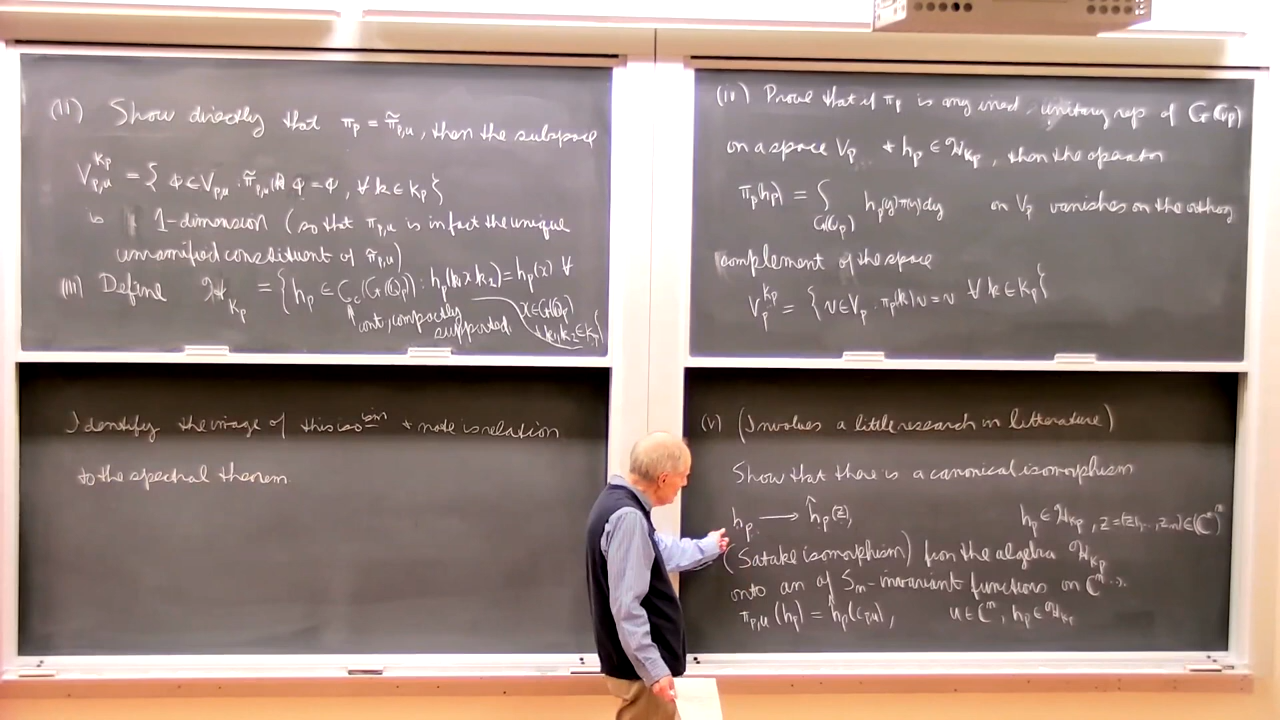 (ii) Show directly that π_p = π̃_{p,u}, then the subspace
V_{p,u}^{K_p} = { φ ∈ V_{p,u} : π̃_{p,u}(k) φ = φ, ∀ k ∈ K_p }
is 1-dimension (so that π_{p,u} is in fact the unique
unramified constituent of π̃_{p,u})
(iii) Define ℋ_{K_p} = { h_p ∈ C_c(G(ℚ_p)) : h_p(k_1 x k_2) = h_p(x) ∀
↑ cont, compactly supported
x ∈ G(ℚ_p)
∀ k_1, k_2 ∈ K_p }
(iv) Prove that if π_p is any irred. unitary rep of G(ℚ_p)
on a space V_p + h_p ∈ ℋ_{K_p}, then the operator
π_p(h_p) = ∫_{G(ℚ_p)} h_p(y) π(y) dy on V_p vanishes on the orthog
complement of the space
V_p^{K_p} = { v ∈ V_p : π_p(k) v = v ∀ k ∈ K_p }
Identify the image of this iso^{bm} + note is relation
to the spectral theorem.
(v) (Involves a little research in litterature)
Show that there is a canonical isomorphism
h_p → ĥ_p(z), h_p ∈ ℋ_{K_p}, z = (z_1, .., z_n) ∈ (ℂ^*)^n
(Satake isomorphism) from the algebra ℋ_{K_p}
onto an of S_n-invariant functions on ℂ^n
π_{p,u}(h_p) = ĥ_p(c_{p,u}), u ∈ ℂ^n, h_p ∈ ℋ_{K_p}